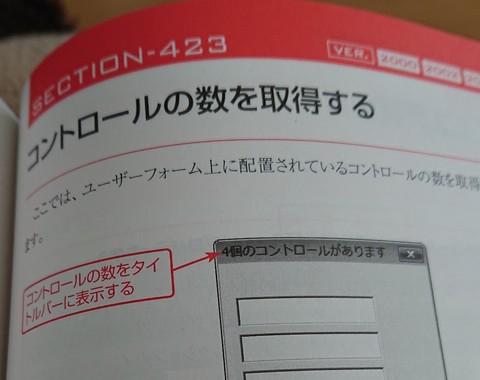 SECTION-423
VER. 2000 2002
コントロールの数を取得する
ここでは、ユーザーフォーム上に配置されているコントロールの数を取得
ます。
4個のコントロールがあります
コントロールの数をタイ
トルバーに表示する